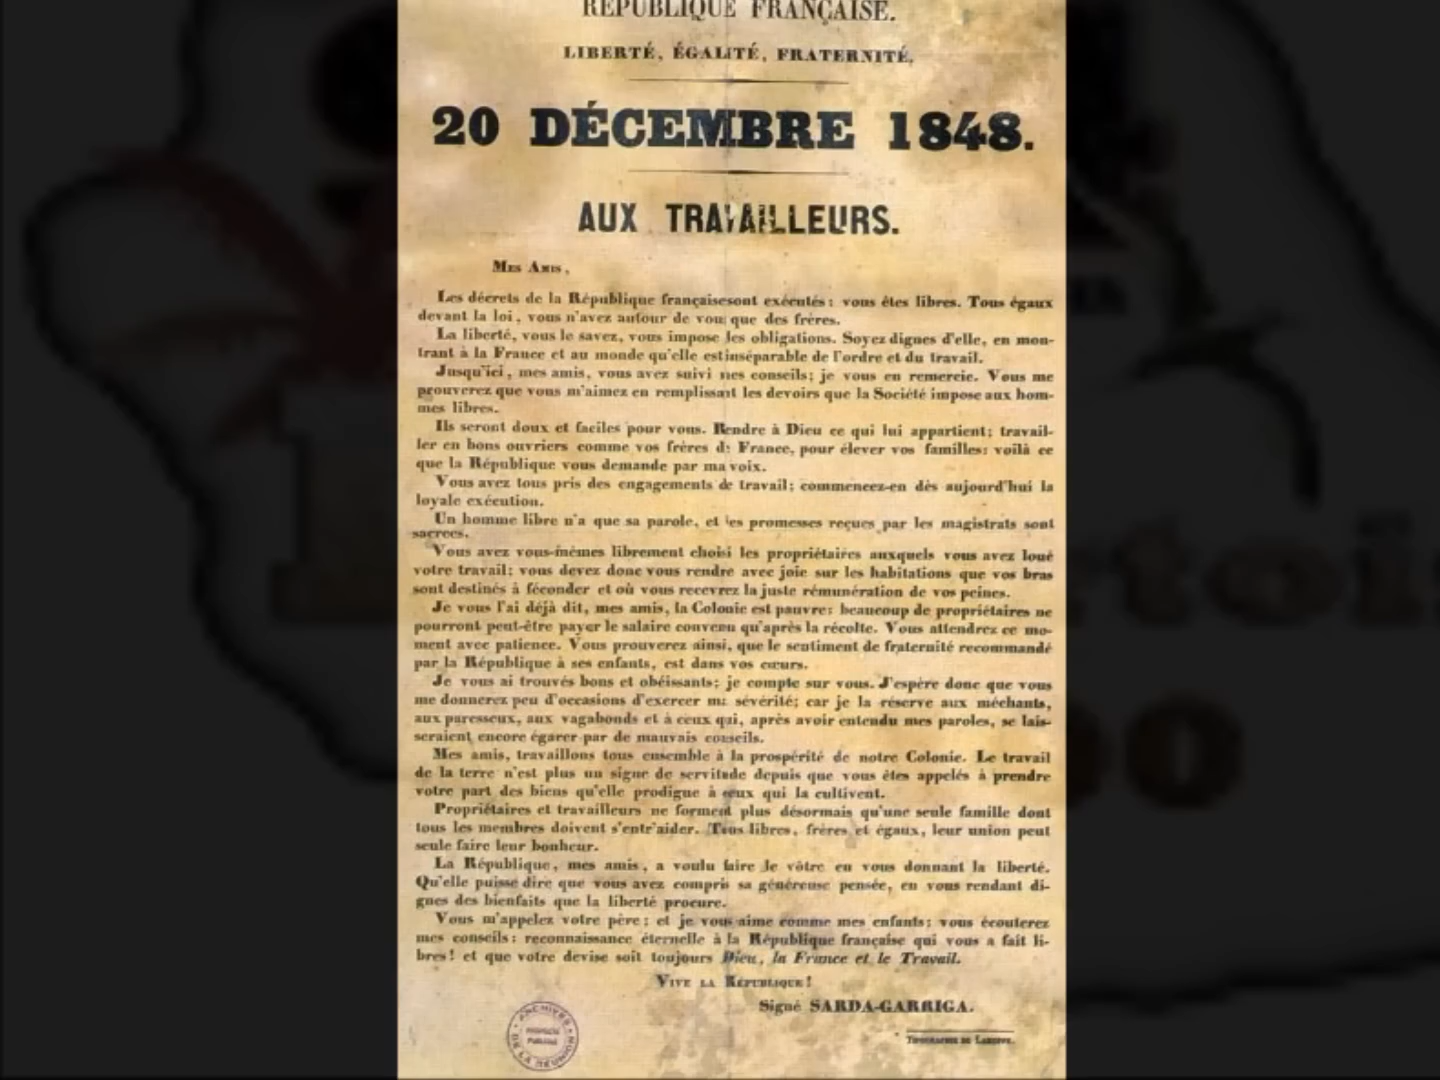 RÉPUBLIQUE FRANÇAISE.
LIBERTÉ, ÉGALITÉ, FRATERNITÉ.
20 DÉCEMBRE 1848.
AUX TRAVAILLEURS.
MES AMIS,
Les décrets de la République françaisesont exécutés: vous êtes libres. Tous égaux
devant la loi, vous n'avez autour de vous que des frères.
La liberté, vous le savez, vous impose les obligations. Soyez dignes d'elle, en mon-
trant à la France et au monde qu'elle estinséparable de l'ordre et du travail.
Jusqu'ici, mes amis, vous avez suivi mes conseils; je vous en remercie. Vous me
prouverez que vous m'aimez en remplissant les devoirs que la Société impose aux hom-
mes libres.
Ils seront doux et faciles pour vous. Rendre à Dieu ce qui lui appartient; travail-
ler en bons ouvriers comme vos frères de France, pour élever vos familles: voilà ce
que la République vous demande par ma voix.
Vous avez tous pris des engagements de travail; commencez-en dès aujourd'hui la
loyale exécution.
Un homme libre n'a que sa parole, et les promesses reçues par les magistrats sont
sacrées.
Vous avez vous-mêmes librement choisi les propriétaires auxquels vous avez loué
votre travail; vous devez donc vous rendre avec joie sur les habitations que vos bras
sont destinés à féconder et où vous recevrez la juste rémunération de vos peines.
Je vous l'ai déjà dit, mes amis, la Colonie est pauvre: beaucoup de propriétaires ne
pourront peut-être payer le salaire convenu qu'après la récolte. Vous attendrez ce mo-
ment avec patience. Vous prouverez ainsi, que le sentiment de fraternité recommandé
par la République à ses enfants, est dans vos cœurs.
Je vous ai trouvés bons et obéissants; je compte sur vous. J'espère donc que vous
me donnerez peu d'occasions d'exercer ma sévérité; car je la réserve aux méchants,
aux paresseux, aux vagabonds et à ceux qui, après avoir entendu mes paroles, se lais-
seraient encore égarer par de mauvais conseils.
Mes amis, travaillons tous ensemble à la prospérité de notre Colonie. Le travail
de la terre n'est plus un signe de servitude depuis que vous êtes appelés à prendre
votre part des biens qu'elle prodigue à ceux qui la cultivent.
Propriétaires et travailleurs ne forment plus désormais qu'une seule famille dont
tous les membres doivent s'entr'aider. Tous libres, frères et égaux, leur union peut
seule faire leur bonheur.
La République, mes amis, a voulu faire le vôtre en vous donnant la liberté.
Qu'elle puisse dire que vous avez compris sa généreuse pensée, en vous rendant di-
gnes des bienfaits que la liberté procure.
Vous m'appelez votre père; et je vous aime comme mes enfants; vous écouterez
mes conseils: reconnaissance éternelle à la République française qui vous a fait li-
bres! et que votre devise soit toujours Dieu, la France et le Travail.
VIVE LA RÉPUBLIQUE!
Signé SARDA-GARRIGA.
ARCHIVES DE LA RÉUNION
TYPOGRAPHIE DE